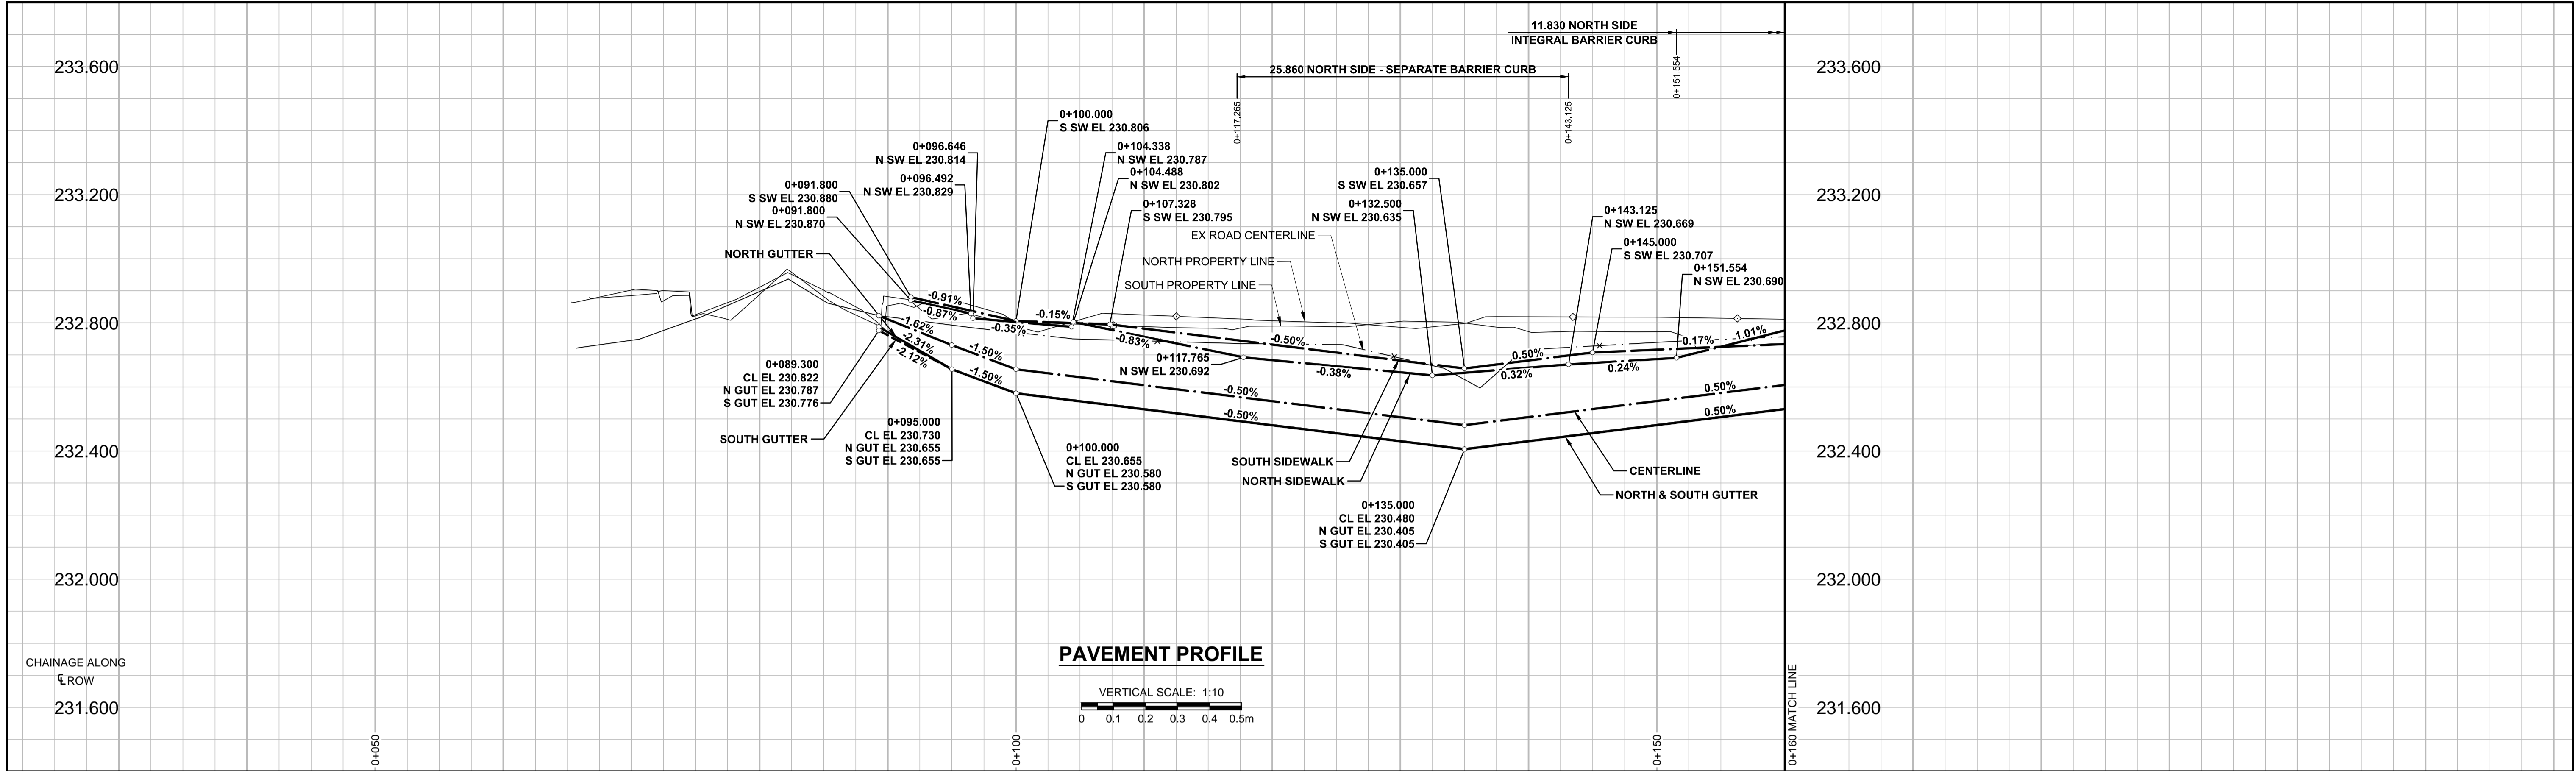 11.830 NORTH SIDE
INTEGRAL BARRIER CURB
0+151.554
25.860 NORTH SIDE - SEPARATE BARRIER CURB
0+117.265
0+143.125
233.600
233.600
233.200
233.200
232.800
232.800
232.400
232.400
232.000
232.000
231.600
231.600
0+100.000
S SW EL 230.806
0+096.646
N SW EL 230.814
0+096.492
N SW EL 230.829
0+091.800
S SW EL 230.880
0+091.800
N SW EL 230.870
NORTH GUTTER
0+104.338
N SW EL 230.787
0+104.488
N SW EL 230.802
0+107.328
S SW EL 230.795
0+135.000
S SW EL 230.657
0+132.500
N SW EL 230.635
EX ROAD CENTERLINE
NORTH PROPERTY LINE
SOUTH PROPERTY LINE
0+143.125
N SW EL 230.669
0+145.000
S SW EL 230.707
0+151.554
N SW EL 230.690
-0.91%
-0.87%
-0.35%
-0.15%
-0.83%
-0.50%
-0.38%
0.50%
0.32%
0.17%
0.24%
1.01%
-1.62%
-2.31%
-2.12%
-1.50%
-1.50%
-0.50%
-0.50%
0.50%
0.50%
0+117.765
N SW EL 230.692
0+089.300
CL EL 230.822
N GUT EL 230.787
S GUT EL 230.776
SOUTH GUTTER
0+095.000
CL EL 230.730
N GUT EL 230.655
S GUT EL 230.655
0+100.000
CL EL 230.655
N GUT EL 230.580
S GUT EL 230.580
SOUTH SIDEWALK
NORTH SIDEWALK
0+135.000
CL EL 230.480
N GUT EL 230.405
S GUT EL 230.405
CENTERLINE
NORTH & SOUTH GUTTER
PAVEMENT PROFILE
VERTICAL SCALE: 1:10
0 0.1 0.2 0.3 0.4 0.5m
CHAINAGE ALONG
℄ ROW
0+050
0+100
0+150
0+160 MATCH LINE